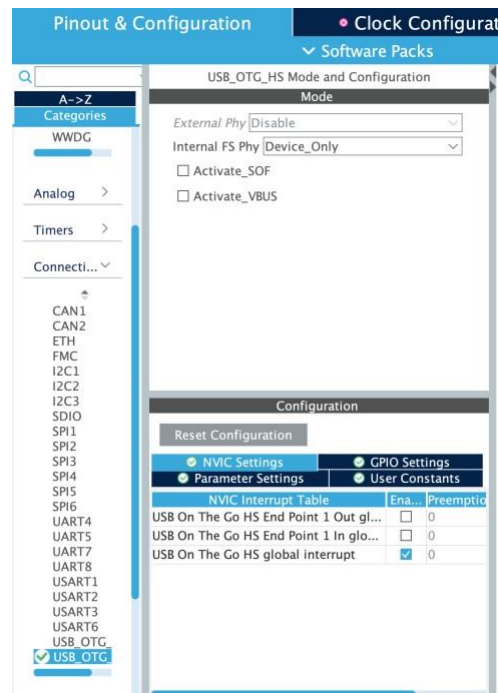 Pinout & Configuration
Clock Configurat
Software Packs
A->Z
Categories
WWDG
Analog
Timers
Connecti...
CAN1
CAN2
ETH
FMC
I2C1
I2C2
I2C3
SDIO
SPI1
SPI2
SPI3
SPI4
SPI5
SPI6
UART4
UART5
UART7
UART8
USART1
USART2
USART3
USART6
USB_OTG_
USB_OTG_
USB_OTG_HS Mode and Configuration
Mode
External Phy Disable
Internal FS Phy Device_Only
Activate_SOF
Activate_VBUS
Configuration
Reset Configuration
NVIC Settings GPIO Settings
Parameter Settings User Constants
NVIC Interrupt Table Ena... Preemptio
USB On The Go HS End Point 1 Out gl... 0
USB On The Go HS End Point 1 In glo... 0
USB On The Go HS global interrupt 0